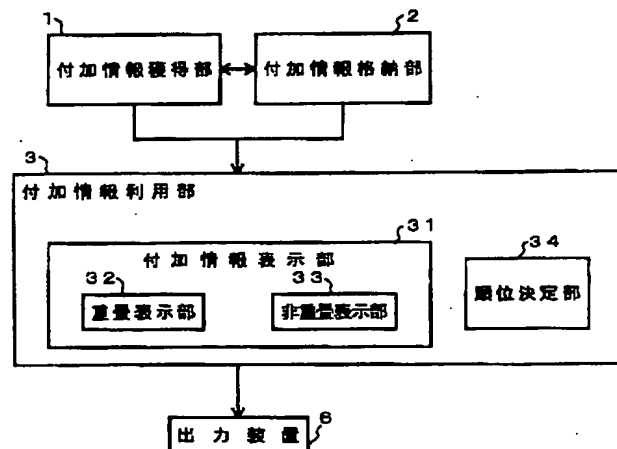 1
2
付加情報獲得部
付加情報格納部
3
付加情報利用部
31
付加情報表示部
34
32
33
順位決定部
重畳表示部
非重畳表示部
6
出力装置